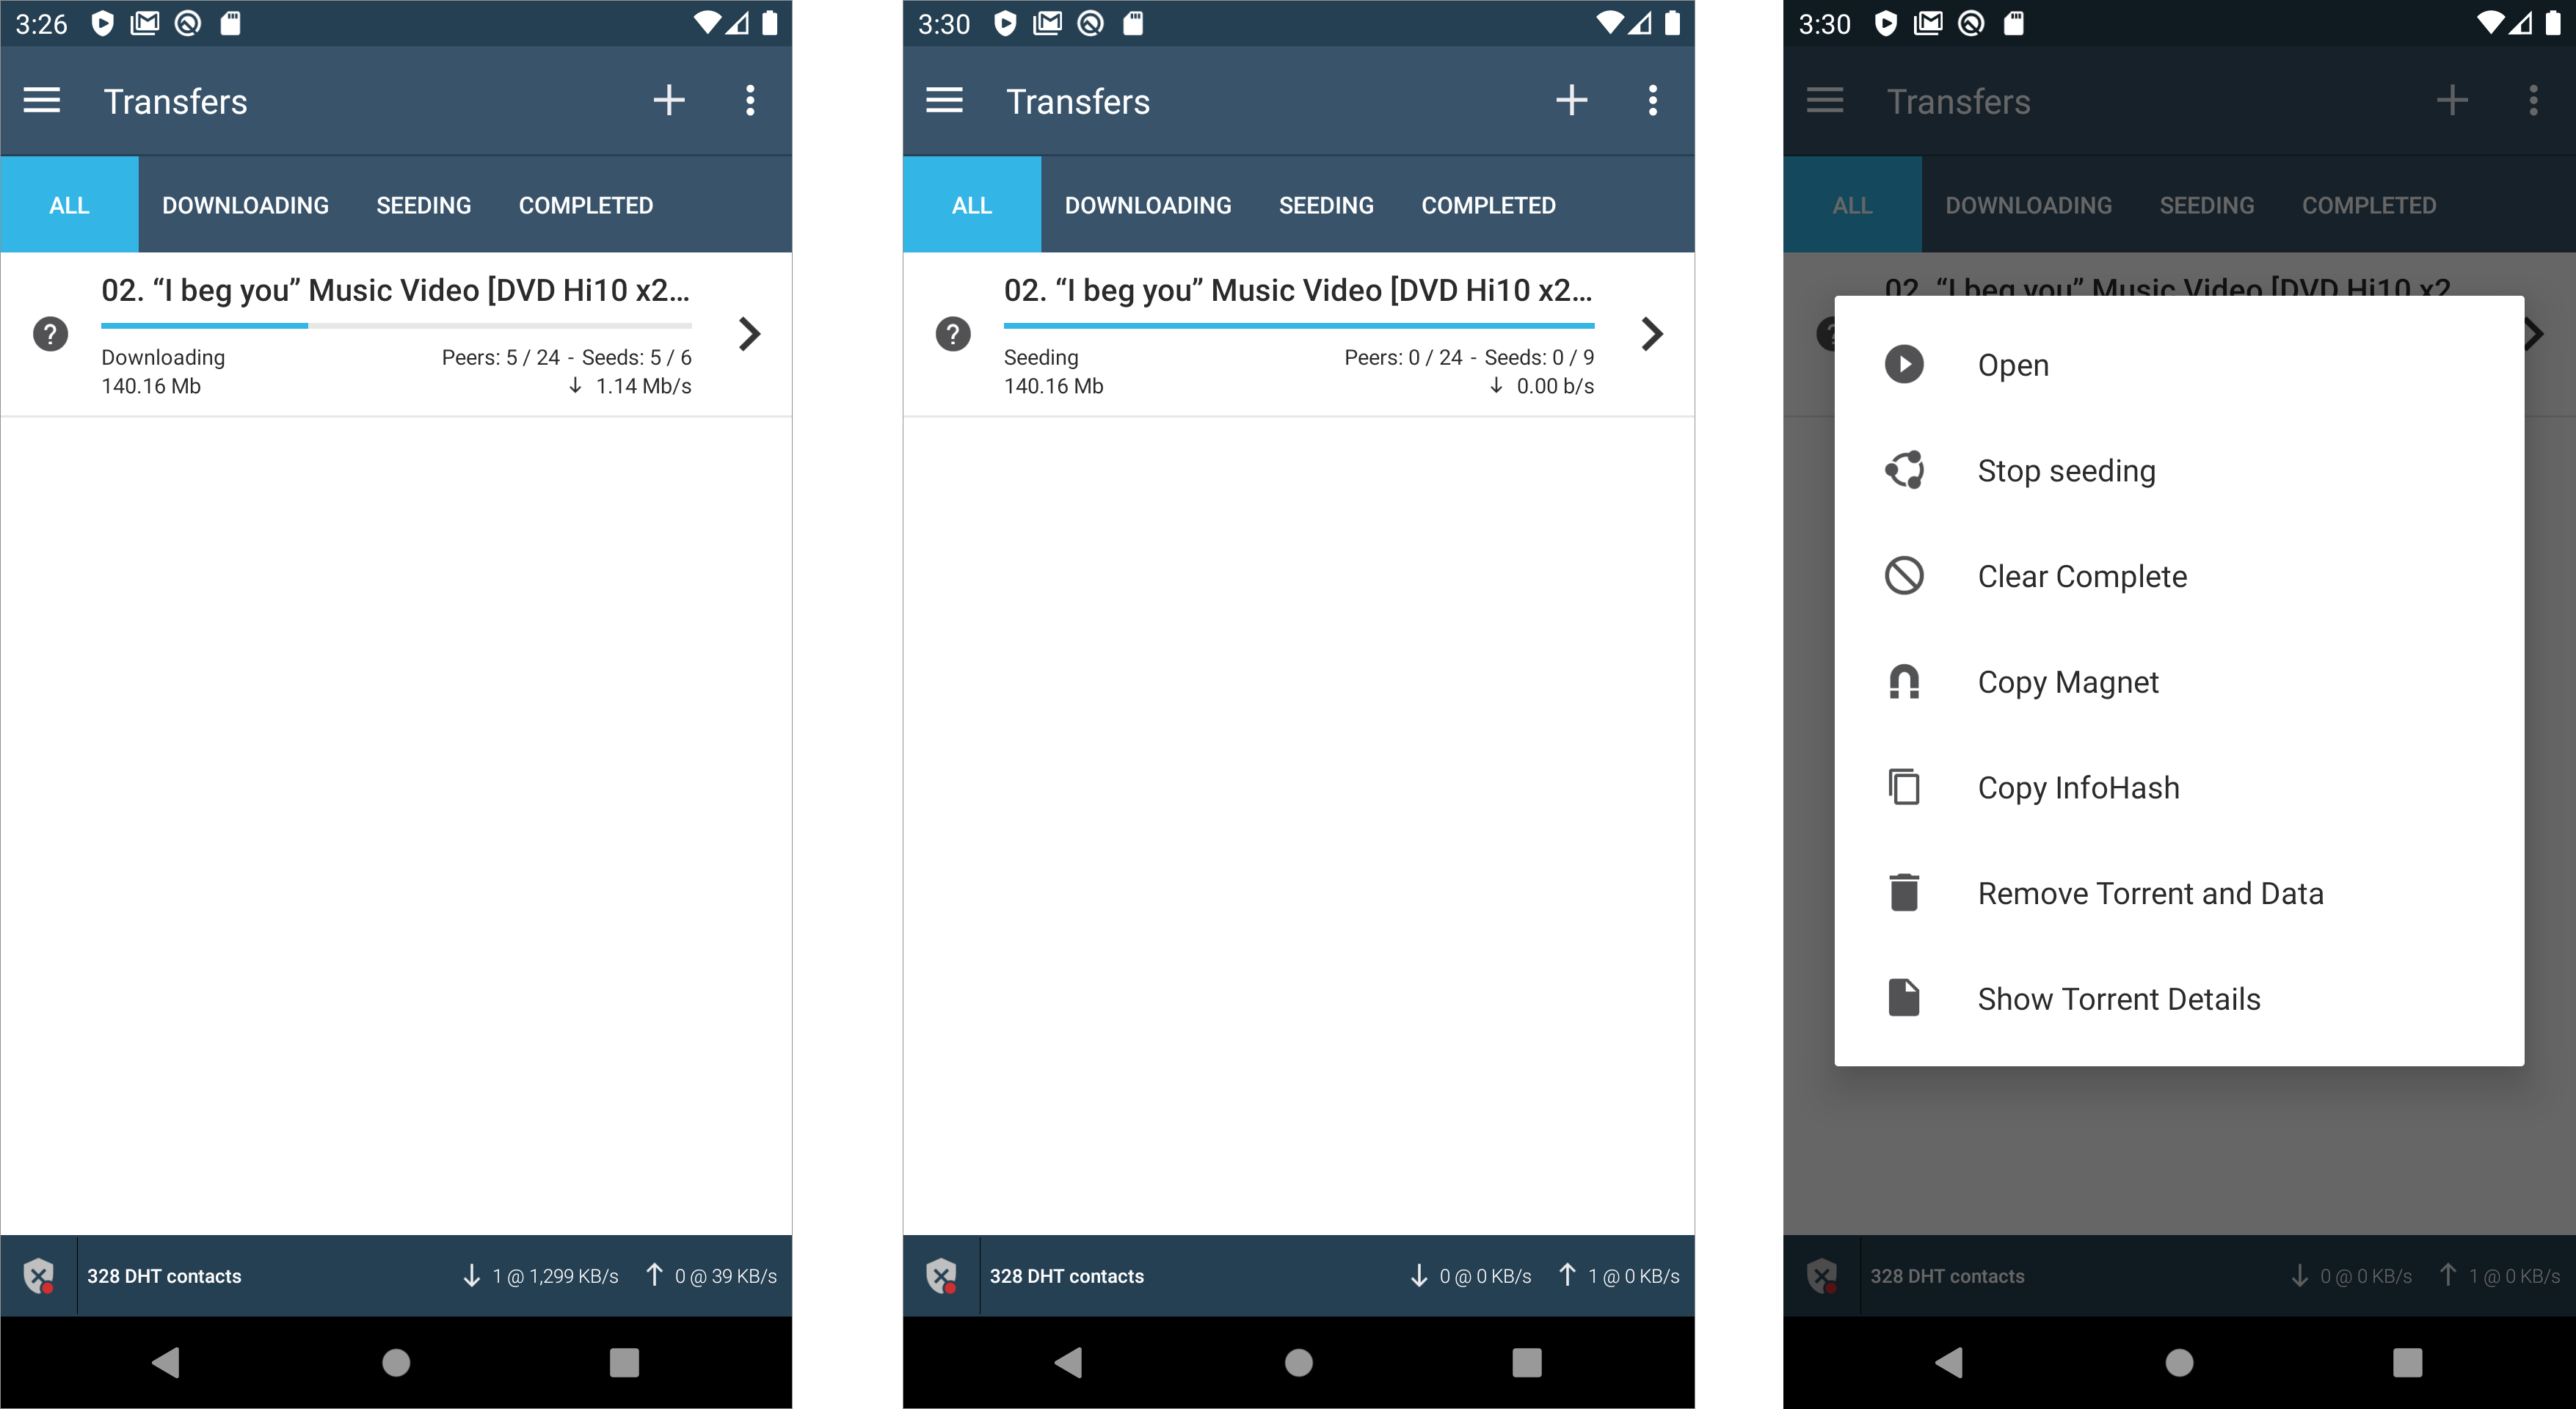 3:26
Transfers
ALL DOWNLOADING SEEDING COMPLETED
02. “I beg you” Music Video [DVD Hi10 x2...
Downloading Peers: 5 / 24 - Seeds: 5 / 6
140.16 Mb ↓ 1.14 Mb/s
328 DHT contacts ↓ 1 @ 1,299 KB/s ↑ 0 @ 39 KB/s
3:30
Transfers
ALL DOWNLOADING SEEDING COMPLETED
02. “I beg you” Music Video [DVD Hi10 x2...
Seeding Peers: 0 / 24 - Seeds: 0 / 9
140.16 Mb ↓ 0.00 b/s
328 DHT contacts ↓ 0 @ 0 KB/s ↑ 1 @ 0 KB/s
3:30
Transfers
ALL DOWNLOADING SEEDING COMPLETED
02. “I beg you” Music Video [DVD Hi10 x2
Open
Stop seeding
Clear Complete
Copy Magnet
Copy InfoHash
Remove Torrent and Data
Show Torrent Details
328 DHT contacts ↓ 0 @ 0 KB/s ↑ 1 @ 0 KB/s